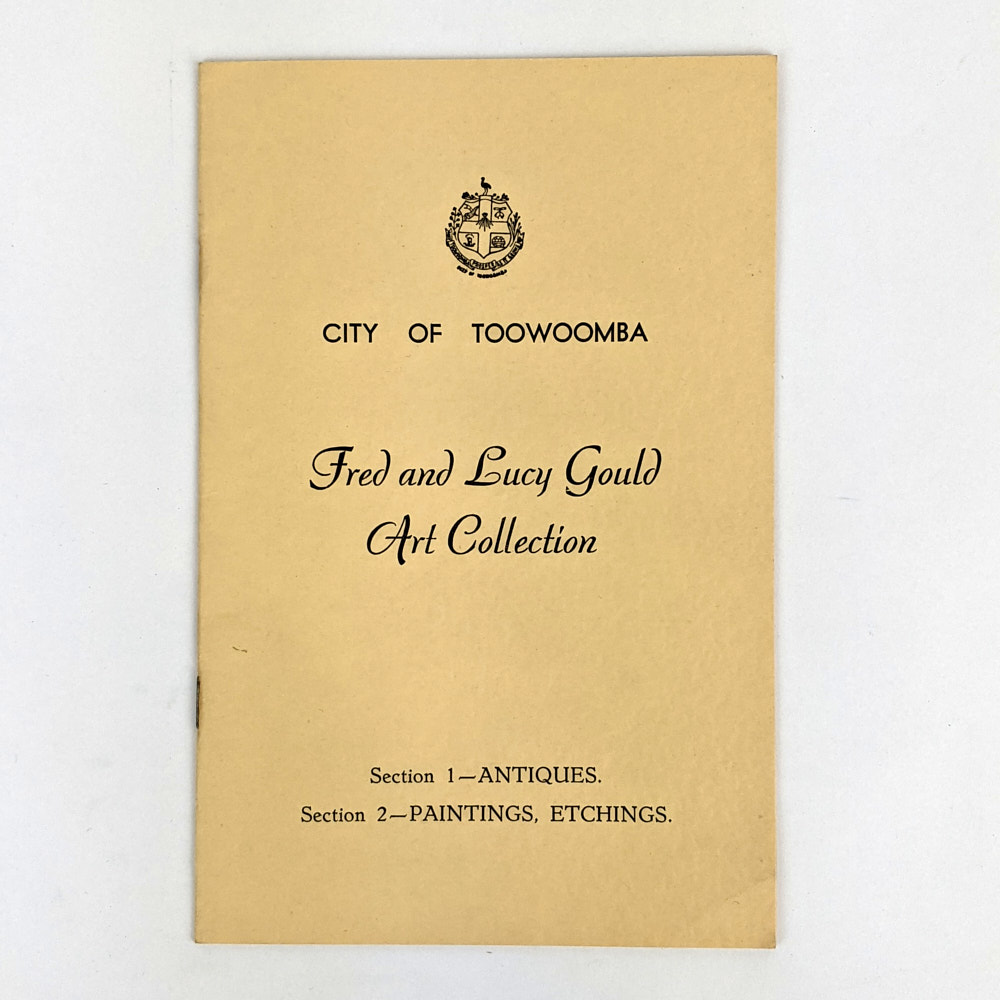 CITY OF TOOWOOMBA
Fred and Lucy Gould
Art Collection
Section 1—ANTIQUES.
Section 2—PAINTINGS, ETCHINGS.